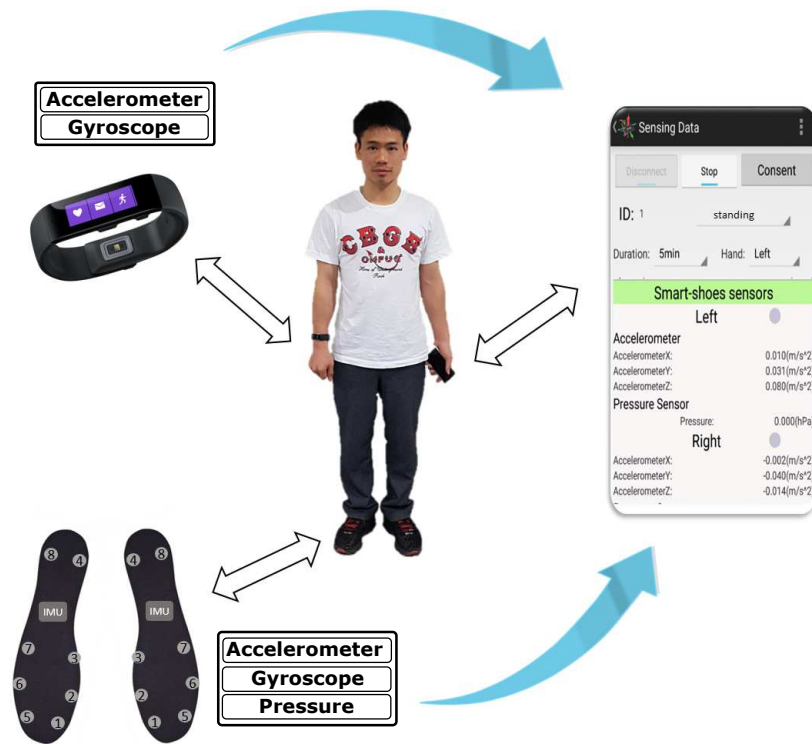 Accelerometer
Gyroscope
CBGB
&
OMFUG
Sensing Data
Disconnect
Stop
Consent
ID: 1
standing
Duration: 5min
Hand: Left
Smart-shoes sensors
Left
Accelerometer
AccelerometerX: 0.010(m/s^2
AccelerometerY: 0.031(m/s^2
AccelerometerZ: 0.080(m/s^2
Pressure Sensor
Pressure: 0.000(hPa
Right
AccelerometerX: -0.002(m/s^2
AccelerometerY: -0.040(m/s^2
AccelerometerZ: -0.014(m/s^2
8 4 4 8
IMU IMU
7 3 3 7
6 2 2 6
5 1 1 5
Accelerometer
Gyroscope
Pressure